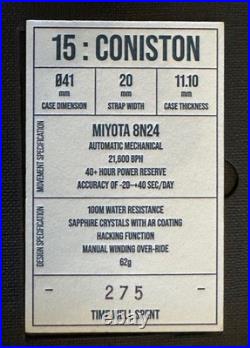 15 : CONISTON
Ø41
mm
CASE DIMENSION
20
mm
STRAP WIDTH
11.10
mm
CASE THICKNESS
MOVEMENT SPECIFICATION
MIYOTA 8N24
AUTOMATIC MECHANICAL
21,600 BPH
40+ HOUR POWER RESERVE
ACCURACY OF -20~+40 SEC/DAY
DESIGN SPECIFICATION
100M WATER RESISTANCE
SAPPHIRE CRYSTALS WITH AR COATING
HACKING FUNCTION
MANUAL WINDING OVER-RIDE
62g
- 275 -
TIME WELL SPENT